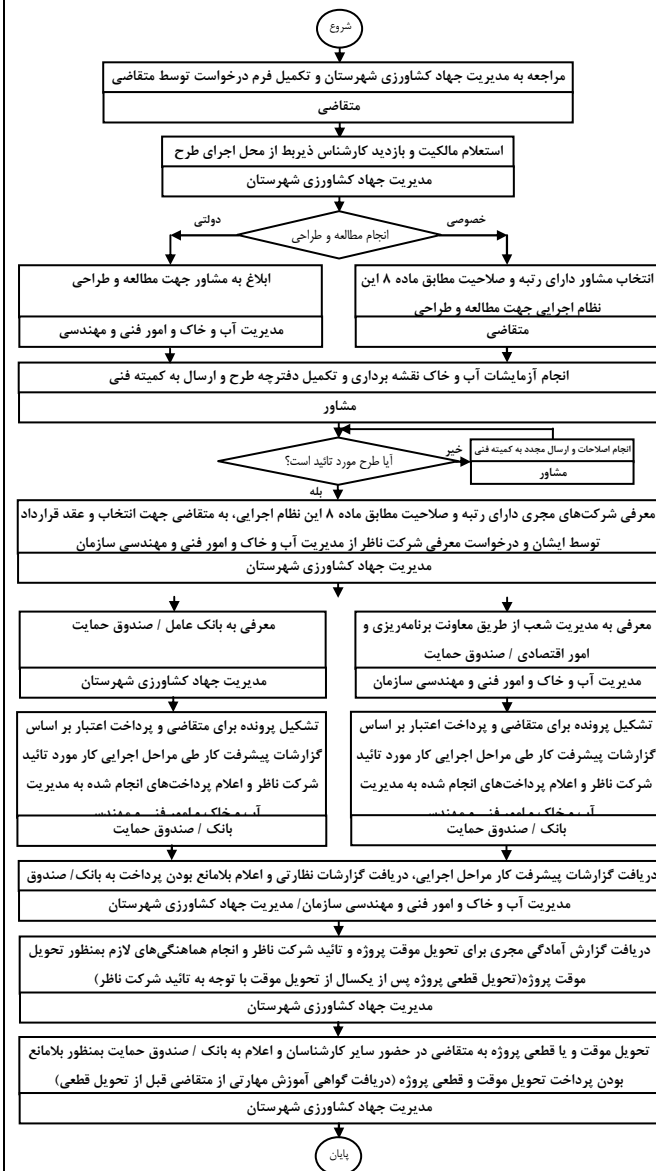 شروع
مراجعه به مدیریت جهاد کشاورزی شهرستان و تکمیل فرم درخواست توسط متقاضی
متقاضی
استعلام مالکیت و بازدید کارشناس ذیربط از محل اجرای طرح
مدیریت جهاد کشاورزی شهرستان
انجام مطالعه و طراحی
خصوصی
دولتی
انتخاب مشاور دارای رتبه و صلاحیت مطابق ماده ۸ این
نظام اجرایی جهت مطالعه و طراحی
متقاضی
ابلاغ به مشاور جهت مطالعه و طراحی
مدیریت آب و خاک و امور فنی و مهندسی
انجام آزمایشات آب و خاک نقشه برداری و تکمیل دفترچه طرح و ارسال به کمیته فنی
مشاور
آیا طرح مورد تائید است؟
خیر
انجام اصلاحات و ارسال مجدد به کمیته فنی
مشاور
بله
معرفی شرکت‌های مجری دارای رتبه و صلاحیت مطابق ماده ۸ این نظام اجرایی، به متقاضی جهت انتخاب و عقد قرارداد
توسط ایشان و درخواست معرفی شرکت ناظر از مدیریت آب و خاک و امور فنی و مهندسی سازمان
مدیریت جهاد کشاورزی شهرستان
معرفی به مدیریت شعب از طریق معاونت برنامه‌ریزی و
امور اقتصادی / صندوق حمایت
مدیریت آب و خاک و امور فنی و مهندسی سازمان
معرفی به بانک عامل / صندوق حمایت
مدیریت جهاد کشاورزی شهرستان
تشکیل پرونده برای متقاضی و پرداخت اعتبار بر اساس
گزارشات پیشرفت کار طی مراحل اجرایی کار مورد تائید
شرکت ناظر و اعلام پرداخت‌های انجام شده به مدیریت
آب و خاک و امور فنی و مهندسی
بانک / صندوق حمایت
تشکیل پرونده برای متقاضی و پرداخت اعتبار بر اساس
گزارشات پیشرفت کار طی مراحل اجرایی کار مورد تائید
شرکت ناظر و اعلام پرداخت‌های انجام شده به مدیریت
آب و خاک و امور فنی و مهندسی
بانک / صندوق حمایت
دریافت گزارشات پیشرفت کار مراحل اجرایی، دریافت گزارشات نظارتی و اعلام بلامانع بودن پرداخت به بانک/ صندوق
مدیریت آب و خاک و امور فنی و مهندسی سازمان/ مدیریت جهاد کشاورزی شهرستان
دریافت گزارش آمادگی مجری برای تحویل موقت پروژه و تائید شرکت ناظر و انجام هماهنگی‌های لازم بمنظور تحویل
موقت پروژه(تحویل قطعی پروژه پس از یکسال از تحویل موقت با توجه به تائید شرکت ناظر)
مدیریت جهاد کشاورزی شهرستان
تحویل موقت و یا قطعی پروژه به متقاضی در حضور سایر کارشناسان و اعلام به بانک / صندوق حمایت بمنظور بلامانع
بودن پرداخت تحویل موقت و قطعی پروژه (دریافت گواهی آموزش مهارتی از متقاضی قبل از تحویل قطعی)
مدیریت جهاد کشاورزی شهرستان
پایان